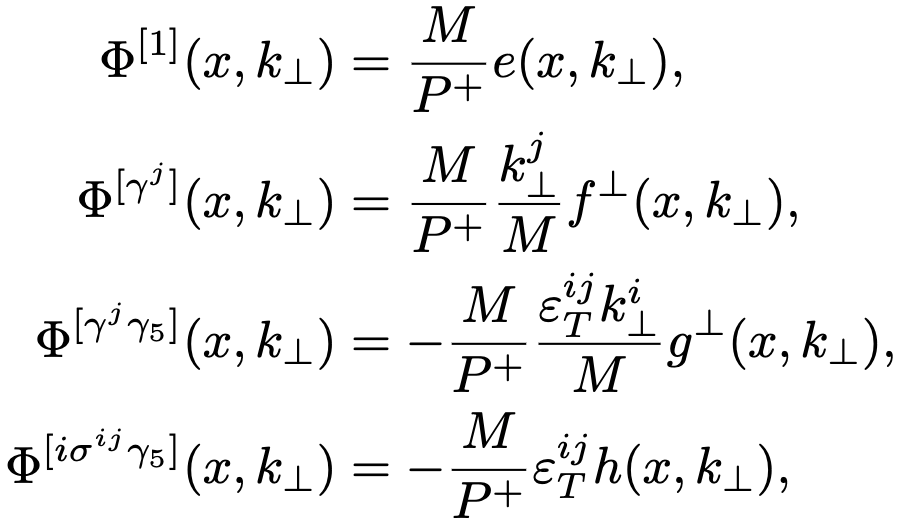 Φ^{[1]}(x, k_⊥) = \frac{M}{P^+} e(x, k_⊥),
Φ^{[γ^j]}(x, k_⊥) = \frac{M}{P^+} \frac{k_⊥^j}{M} f^⊥(x, k_⊥),
Φ^{[γ^j γ_5]}(x, k_⊥) = -\frac{M}{P^+} \frac{ε_T^{ij} k_⊥^i}{M} g^⊥(x, k_⊥),
Φ^{[iσ^{ij} γ_5]}(x, k_⊥) = -\frac{M}{P^+} ε_T^{ij} h(x, k_⊥),